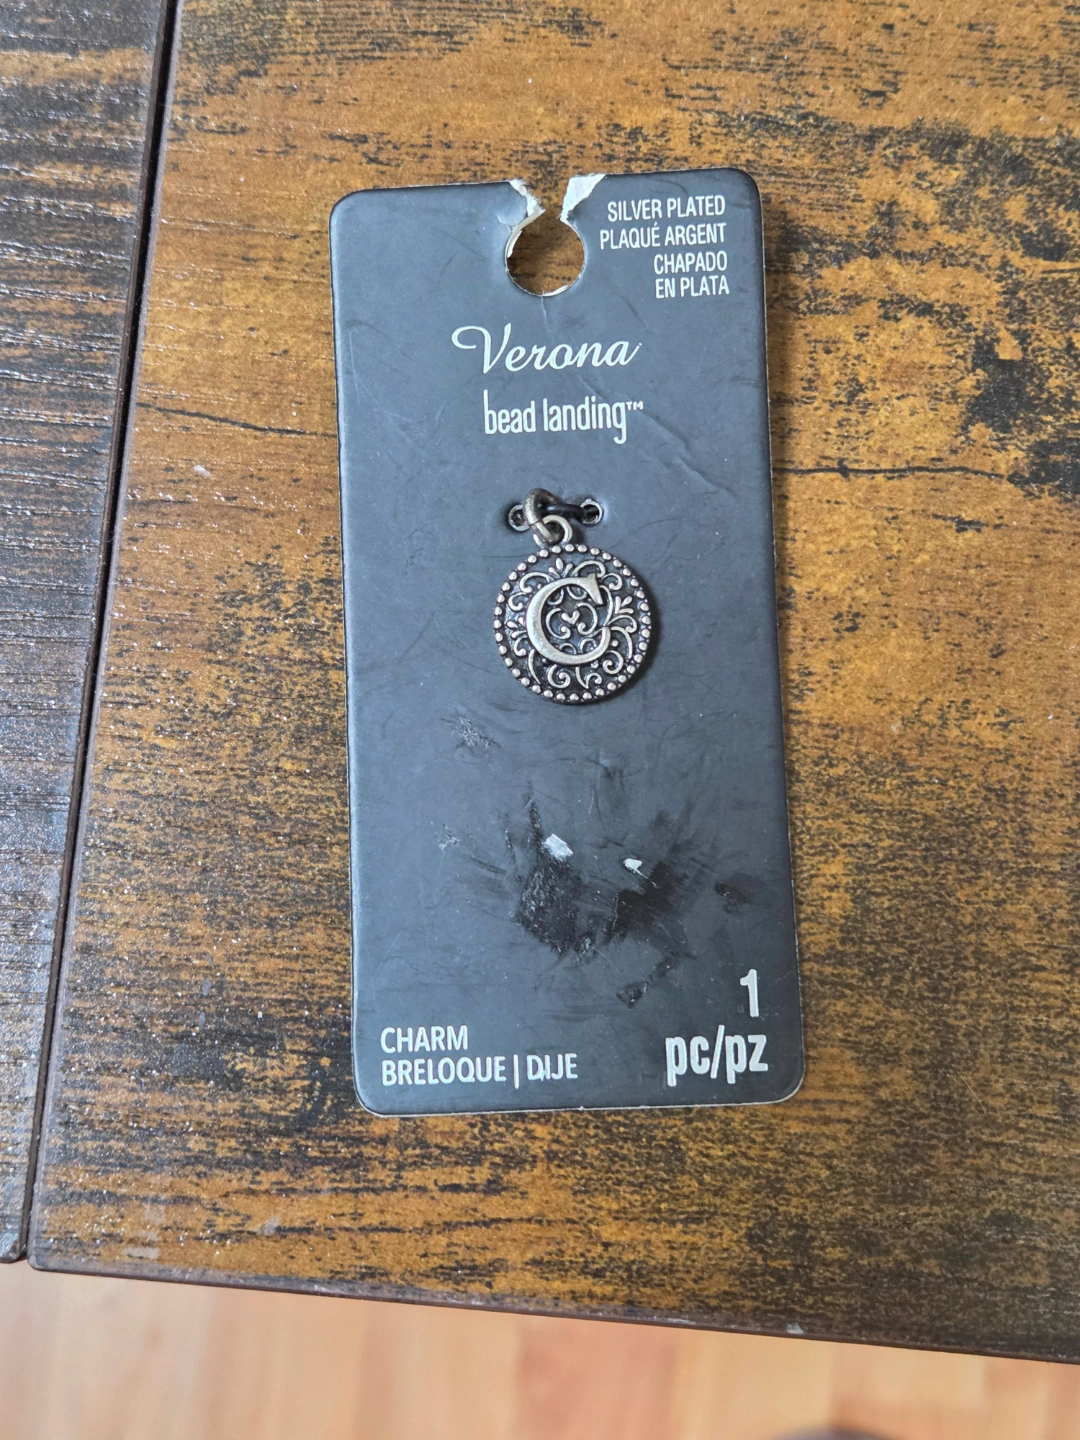 SILVER PLATED
PLAQUÉ ARGENT
CHAPADO
EN PLATA
Verona
bead landing™
C
1
pc/pz
CHARM
BRELOQUE | DIJE